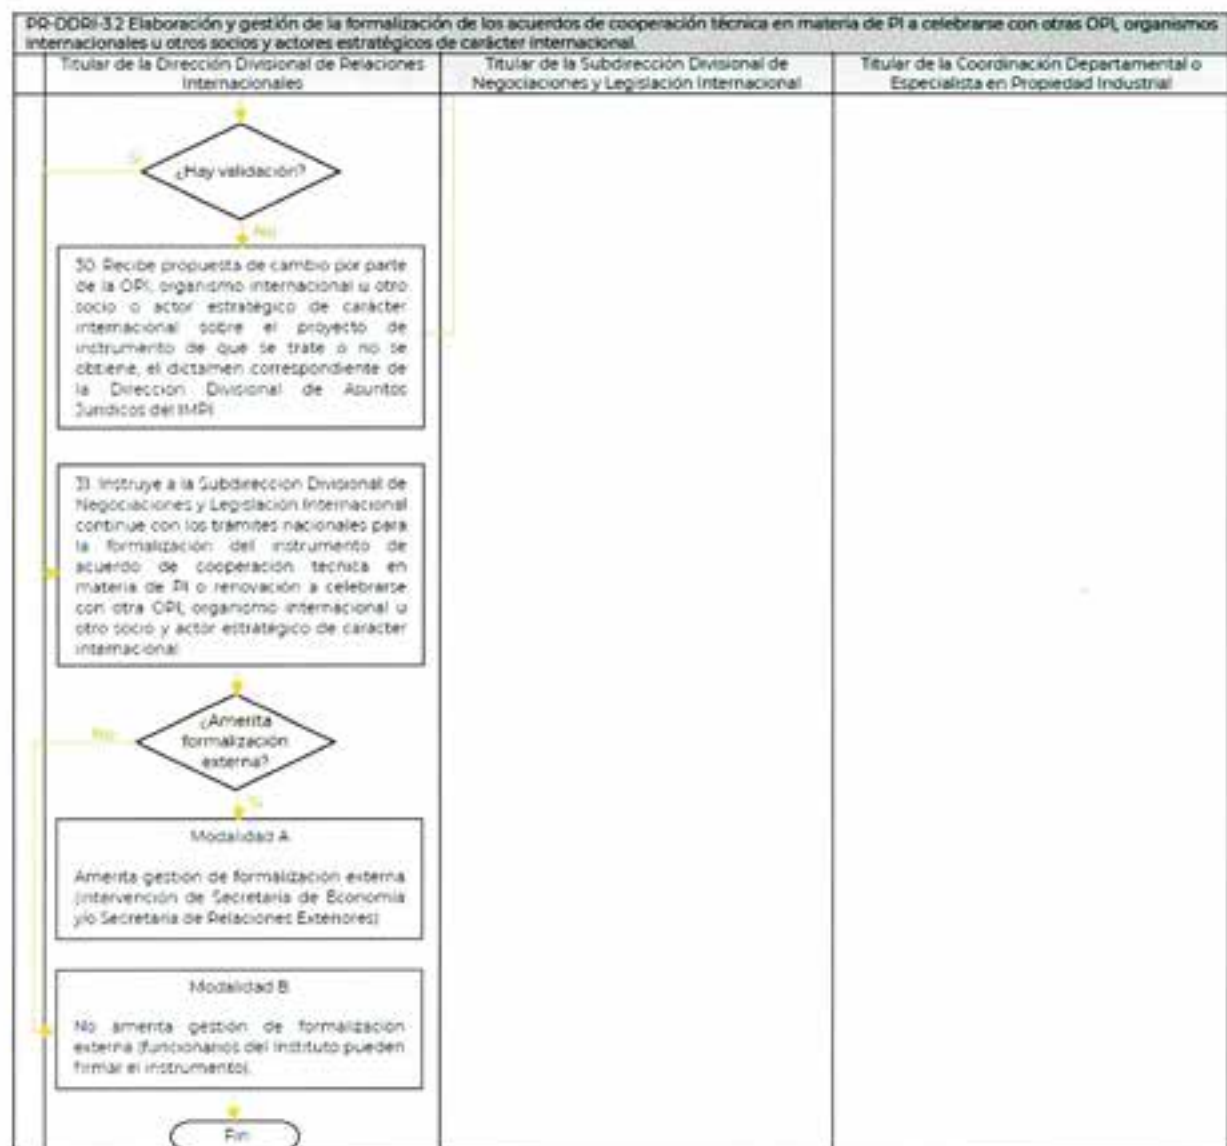 PR-DDRI-3.2 Elaboración y gestión de la formalización de los acuerdos de cooperación técnica en materia de PI a celebrarse con otras OPI, organismos
internacionales u otros socios y actores estratégicos de carácter internacional.
Titular de la Dirección Divisional de Relaciones
Internacionales
Titular de la Subdirección Divisional de
Negociaciones y Legislación Internacional
Titular de la Coordinación Departamental o
Especialista en Propiedad Industrial
¿Hay validación?
Sí
No
30. Recibe propuesta de cambio por parte
de la OPI, organismo internacional u otro
socio o actor estratégico de carácter
internacional sobre el proyecto de
instrumento de que se trate o no se
obtiene, el dictamen correspondiente de
la Dirección Divisional de Asuntos
Jurídicos del IMPI
31. Instruye a la Subdirección Divisional de
Negociaciones y Legislación Internacional
continue con los trámites nacionales para
la formalización del instrumento de
acuerdo de cooperación técnica en
materia de PI o renovación a celebrarse
con otra OPI, organismo internacional u
otro socio y actor estratégico de carácter
internacional
¿Amerita
formalización
externa?
No
Sí
Modalidad A
Amerita gestión de formalización externa
(intervención de Secretaría de Economía
y/o Secretaría de Relaciones Exteriores)
Modalidad B
No amerita gestión de formalización
externa (funcionarios del Instituto pueden
firmar el instrumento).
Fin